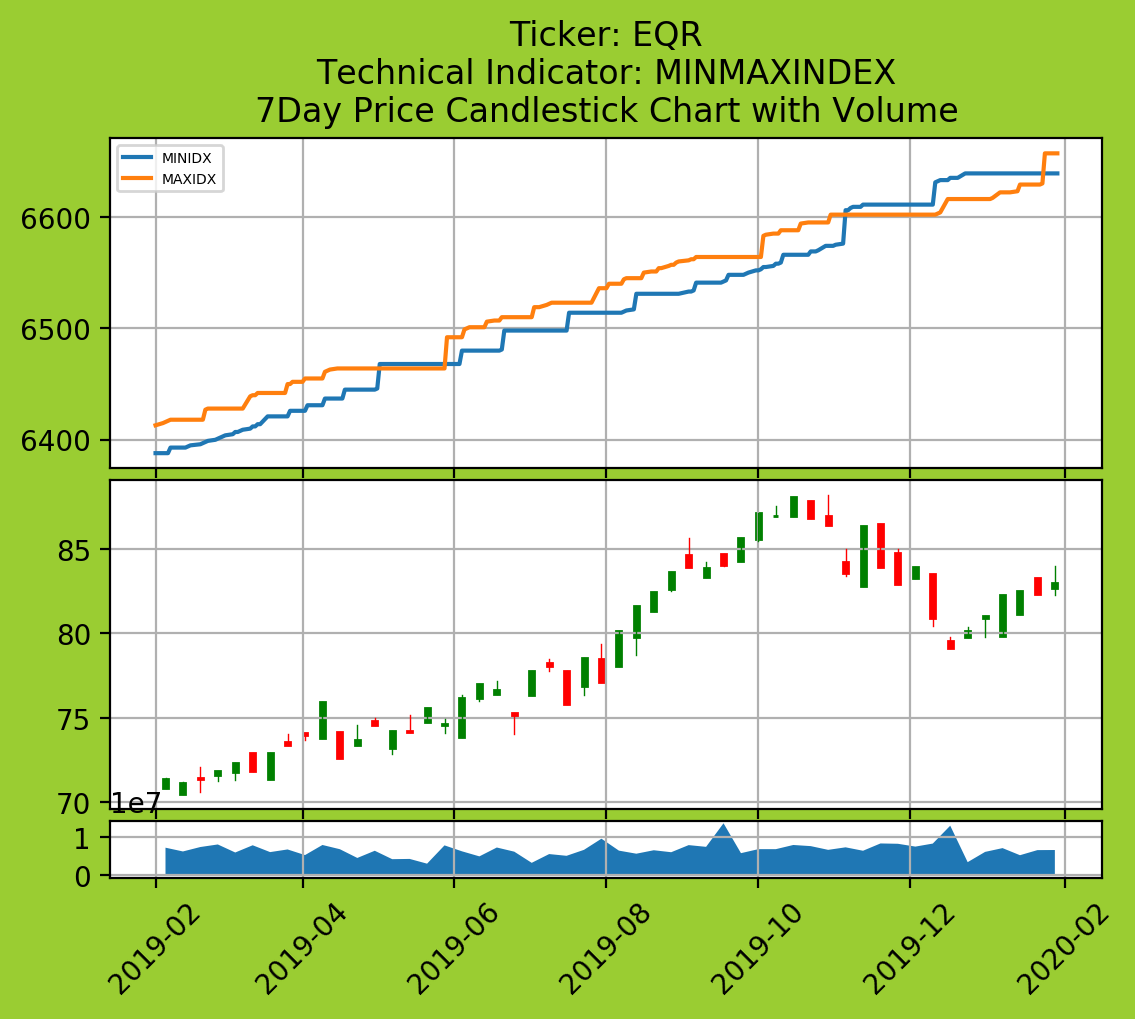 Ticker: EQR
Technical Indicator: MINMAXINDEX
7Day Price Candlestick Chart with Volume
MINIDX
MAXIDX
6600
6500
6400
85
80
75
70
1e7
1
0
2019-02
2019-04
2019-06
2019-08
2019-10
2019-12
2020-02